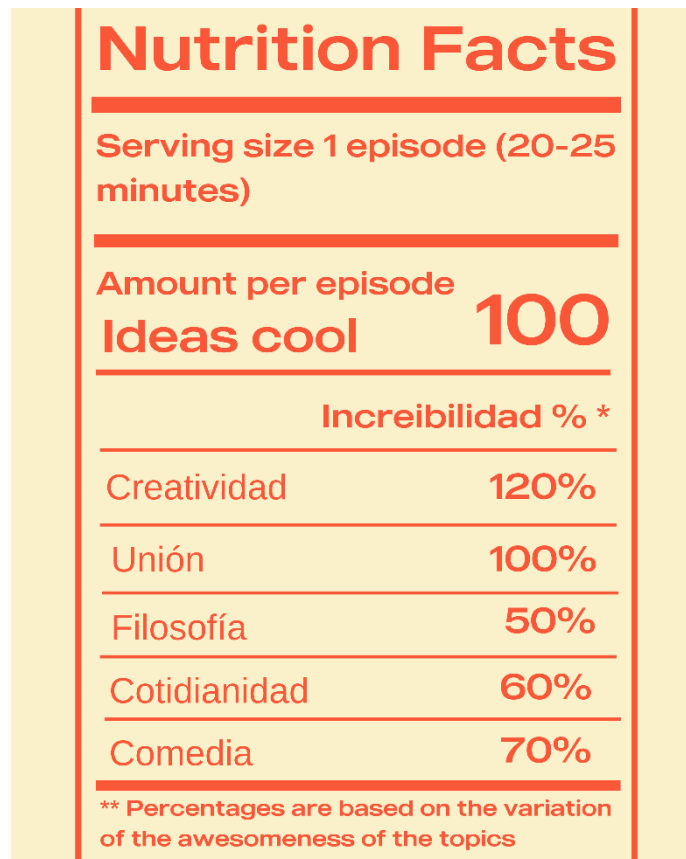 Nutrition Facts
Serving size 1 episode (20-25
minutes)
Amount per episode
Ideas cool 100
Increibilidad % *
Creatividad 120%
Unión 100%
Filosofía 50%
Cotidianidad 60%
Comedia 70%
** Percentages are based on the variation
of the awesomeness of the topics